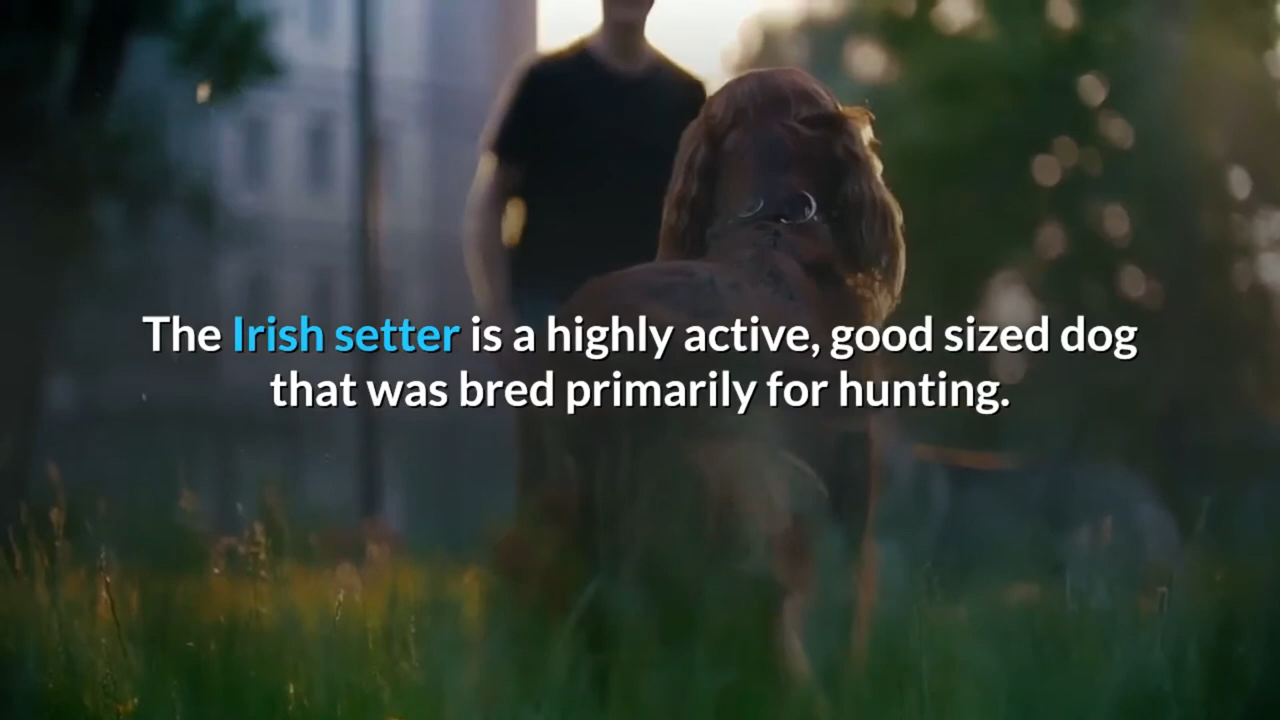 The Irish setter is a highly active, good sized dog
that was bred primarily for hunting.